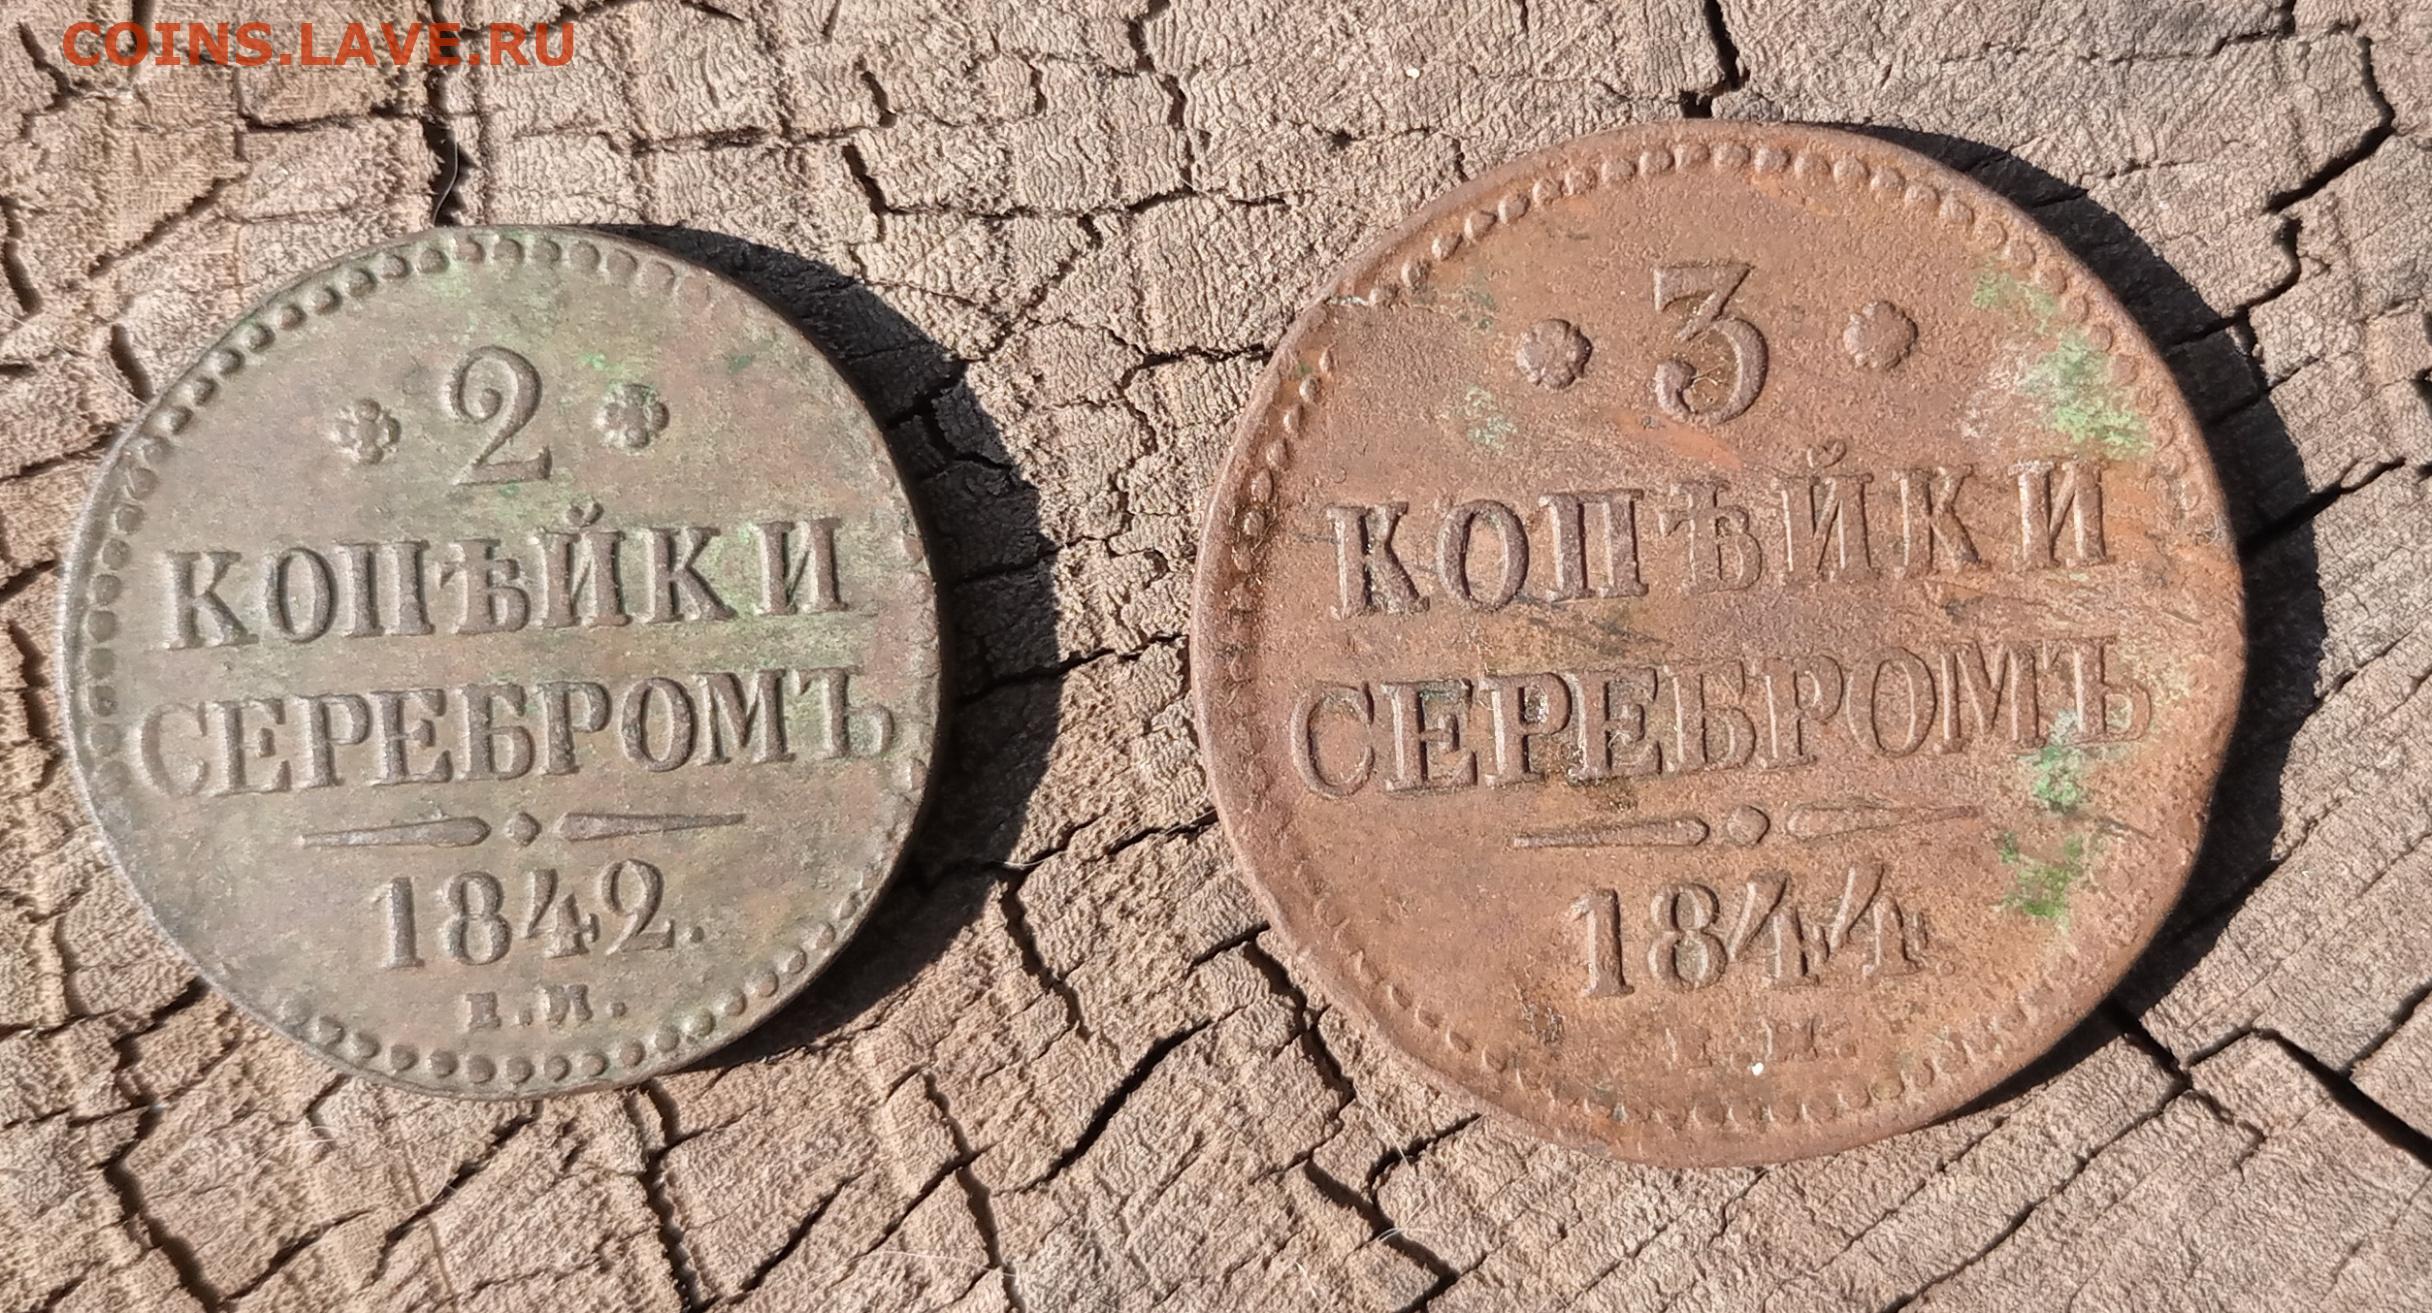 COINS.LAVE.RU
2
КОПѢЙКИ
СЕРЕБРОМЪ
1842.
3
КОПѢЙКИ
СЕРЕБРОМЪ
1844.